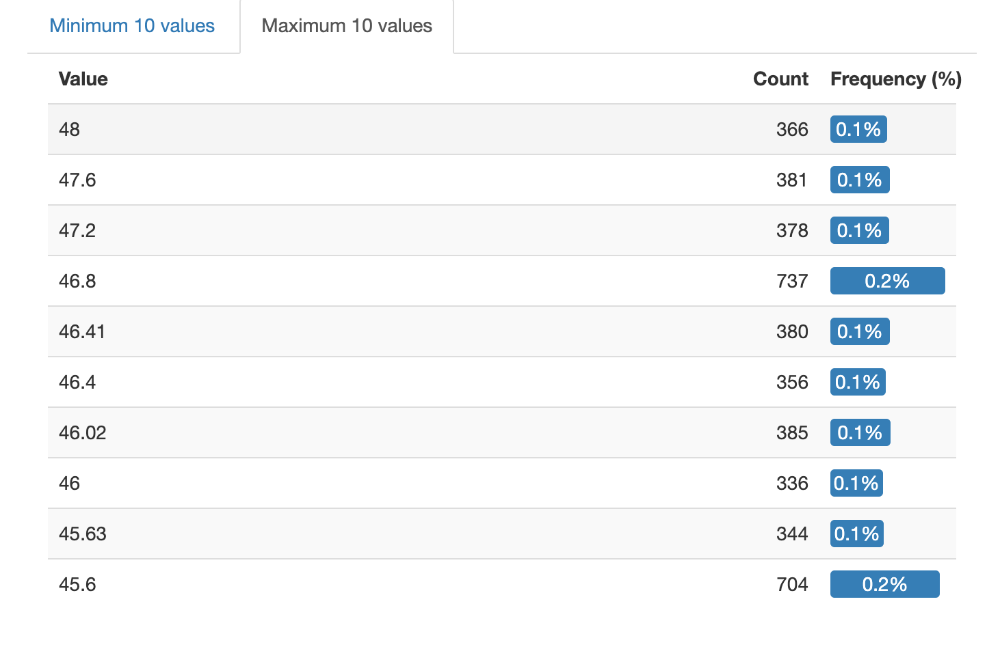 Minimum 10 values Maximum 10 values
Value Count Frequency (%)
48 366 0.1%
47.6 381 0.1%
47.2 378 0.1%
46.8 737 0.2%
46.41 380 0.1%
46.4 356 0.1%
46.02 385 0.1%
46 336 0.1%
45.63 344 0.1%
45.6 704 0.2%